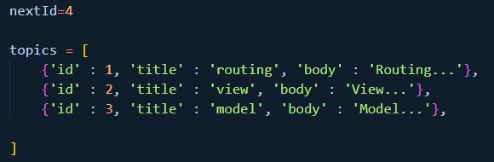 nextId=4
topics = [
{'id' : 1, 'title' : 'routing', 'body' : 'Routing...'},
{'id' : 2, 'title' : 'view', 'body' : 'View...'},
{'id' : 3, 'title' : 'model', 'body' : 'Model...'},
]